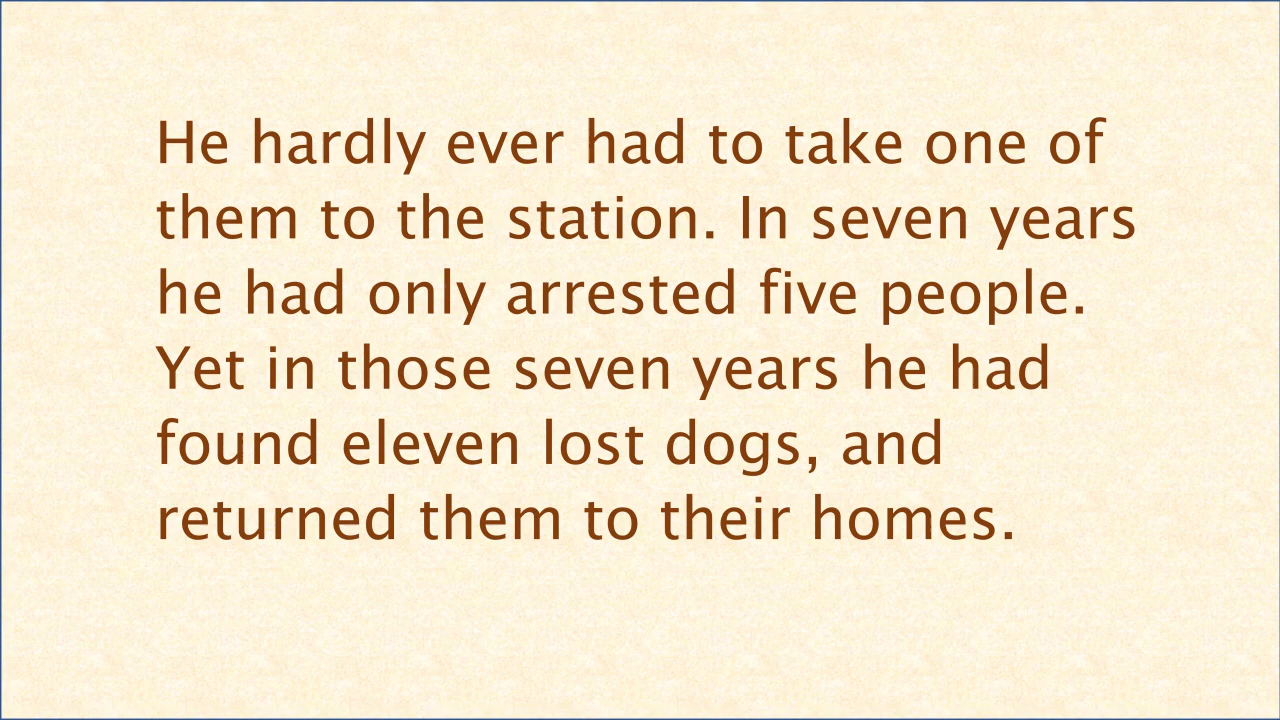 He hardly ever had to take one of
them to the station. In seven years
he had only arrested five people.
Yet in those seven years he had
found eleven lost dogs, and
returned them to their homes.